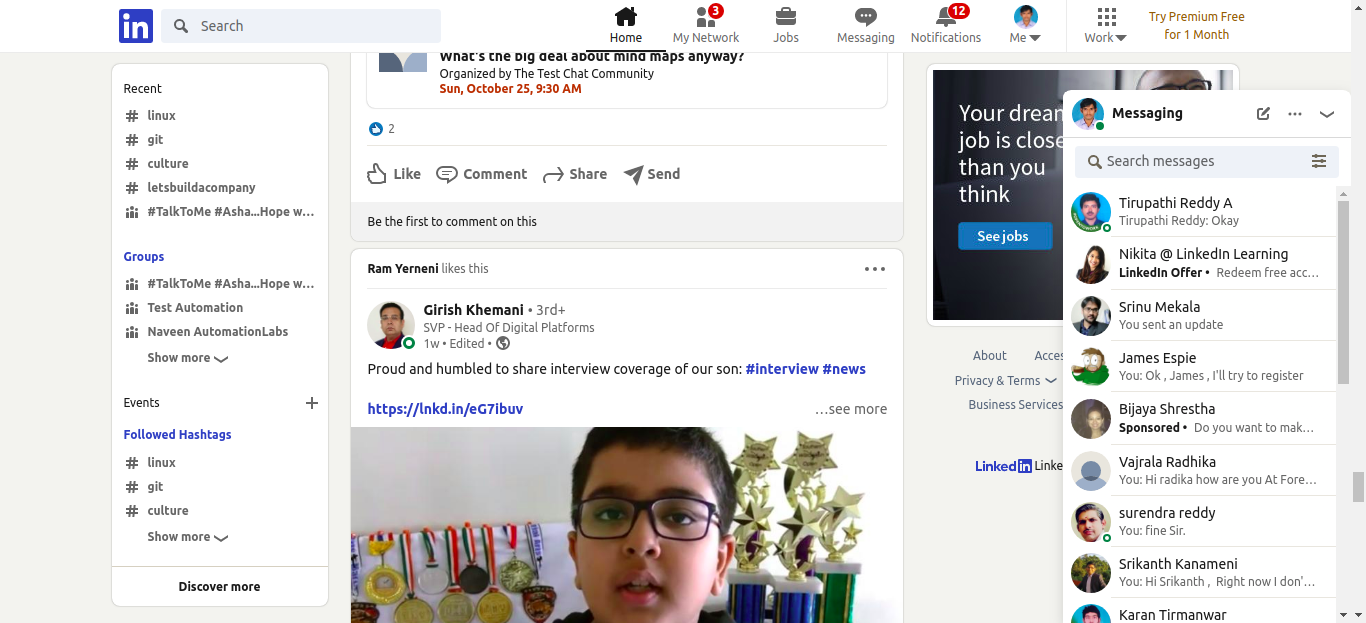 in
Search
Home
3
My Network
Jobs
Messaging
12
Notifications
Me
Work
Try Premium Free
for 1 Month
Recent
# linux
# git
# culture
# letsbuildacompany
#TalkToMe #Asha...Hope w...
Groups
#TalkToMe #Asha...Hope w...
Test Automation
Naveen AutomationLabs
Show more
Events
+
Followed Hashtags
# linux
# git
# culture
Show more
Discover more
What's the big deal about mind maps anyway?
Organized by The Test Chat Community
Sun, October 25, 9:30 AM
2
Like
Comment
Share
Send
Be the first to comment on this
Ram Yerneni likes this
Girish Khemani • 3rd+
SVP - Head Of Digital Platforms
1w • Edited •
Proud and humbled to share interview coverage of our son: #interview #news
https://lnkd.in/eG7ibuv
...see more
Your dream
job is close
than you
think
See jobs
About
Acces
Privacy & Terms
Business Services
Linked in Linke
Messaging
Search messages
Tirupathi Reddy A
Tirupathi Reddy: Okay
Nikita @ LinkedIn Learning
LinkedIn Offer • Redeem free acc...
Srinu Mekala
You sent an update
James Espie
You: Ok , James , I'll try to register
Bijaya Shrestha
Sponsored • Do you want to mak...
Vajrala Radhika
You: Hi radika how are you At Fore...
surendra reddy
You: fine Sir.
Srikanth Kanameni
You: Hi Srikanth , Right now I don'...
Karan Tirmanwar